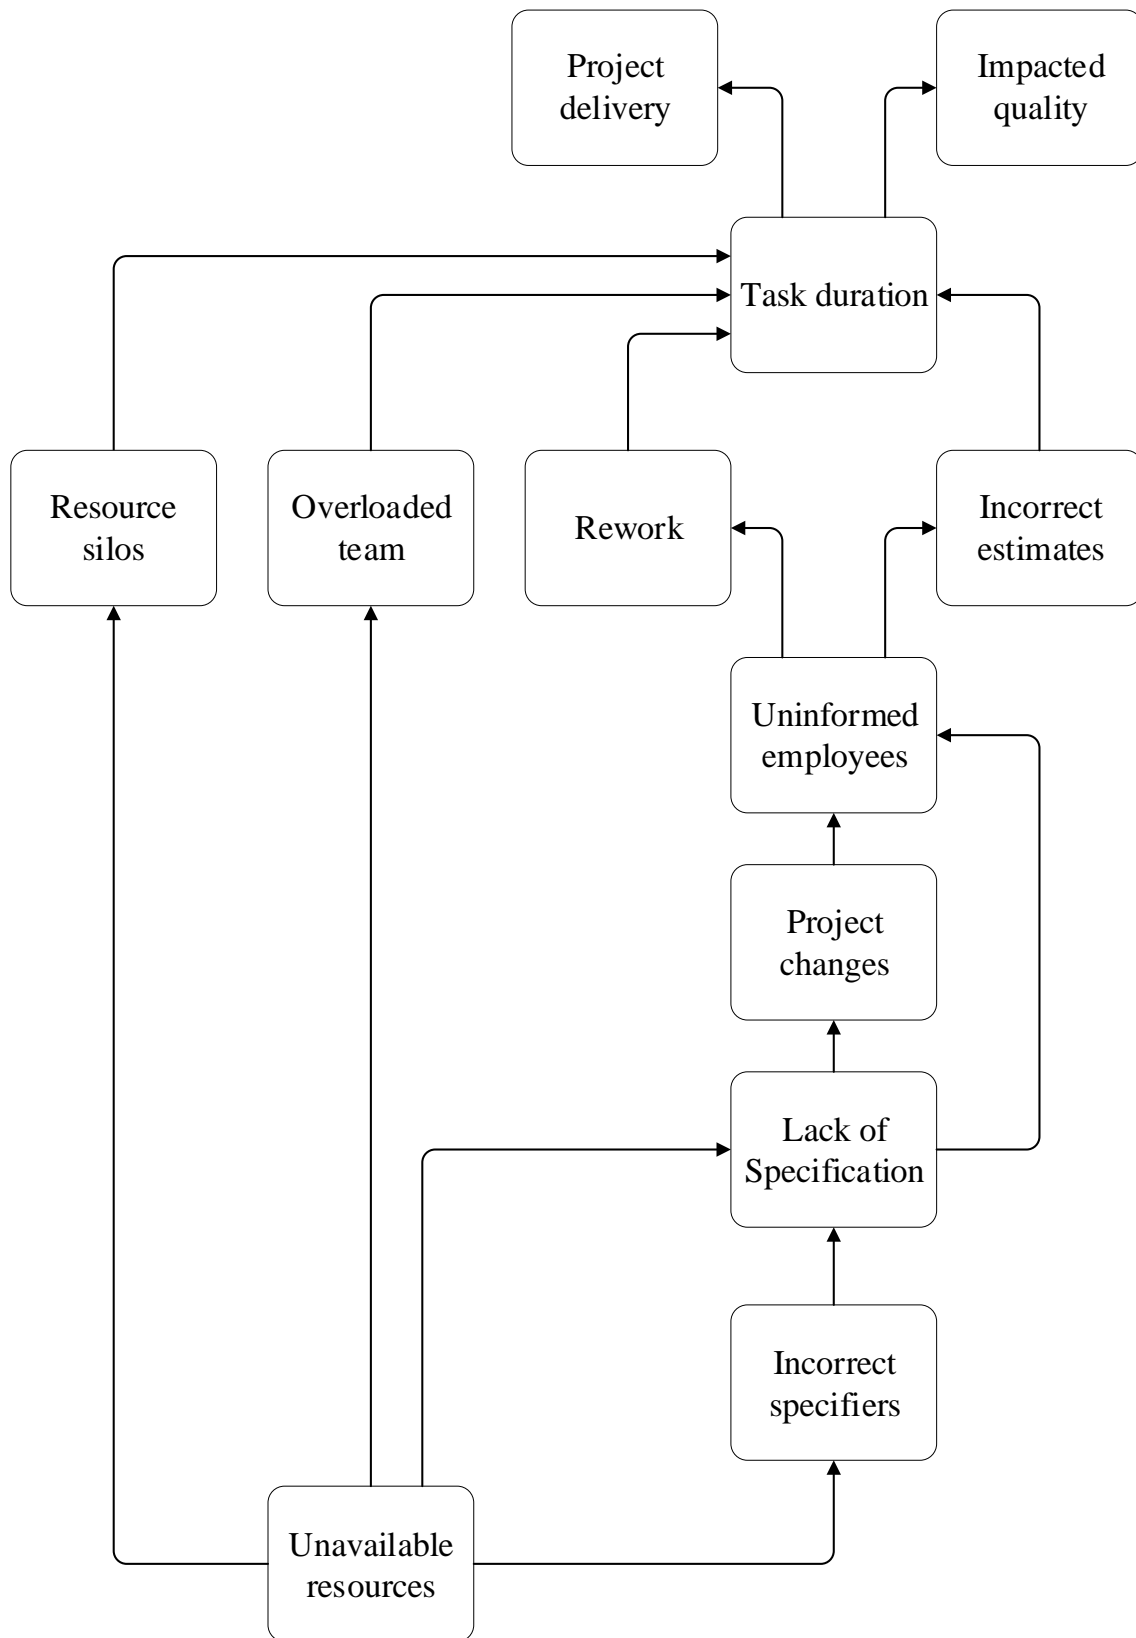 Project
delivery
Impacted
quality
Task duration
Resource
silos
Overloaded
team
Rework
Incorrect
estimates
Uninformed
employees
Project
changes
Lack of
Specification
Incorrect
specifiers
Unavailable
resources